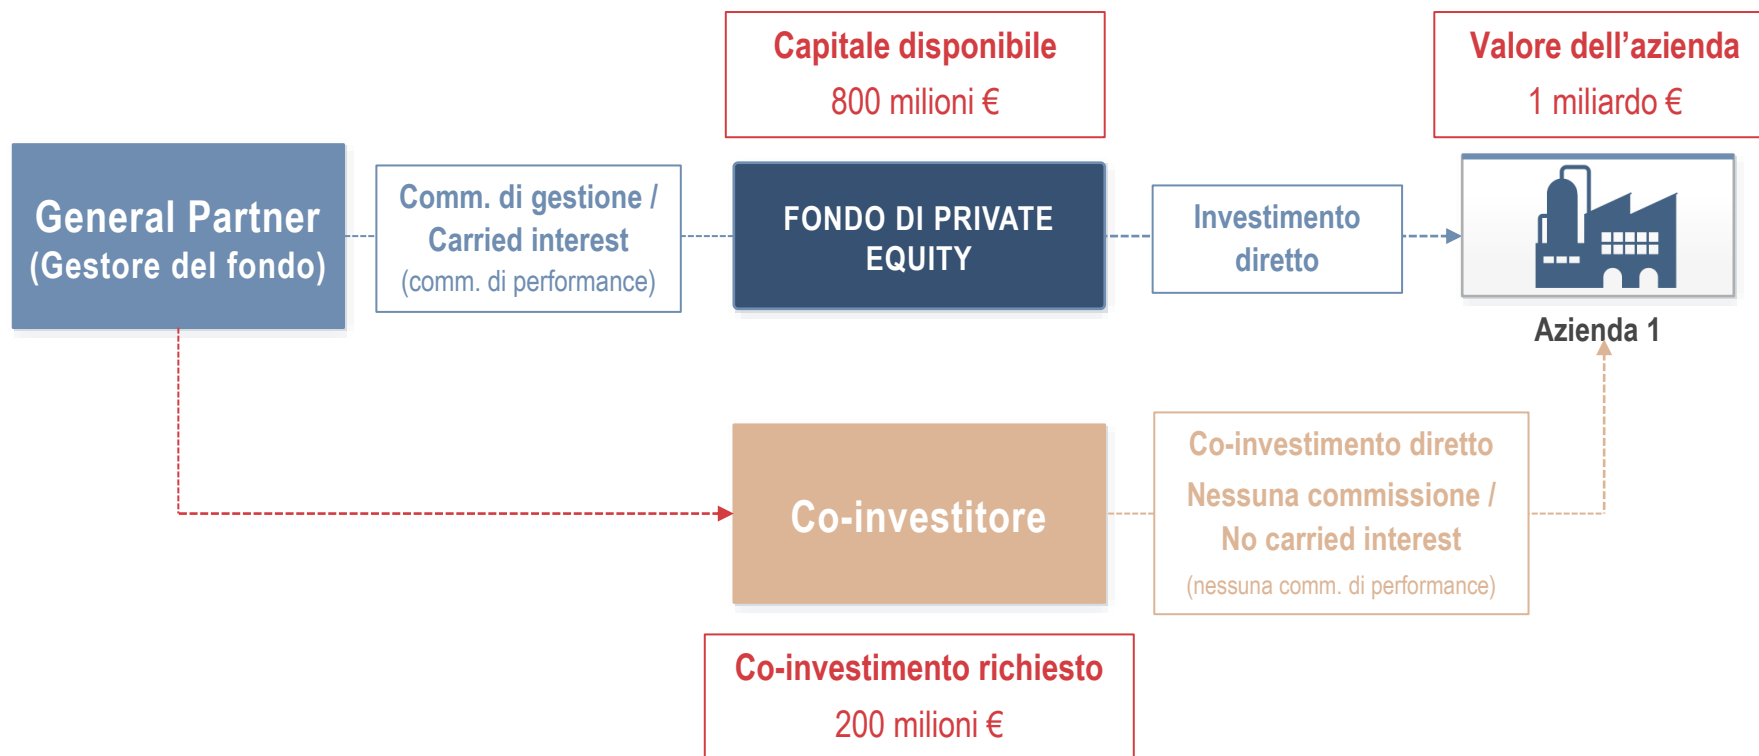 Capitale disponibile
800 milioni €
Valore dell’azienda
1 miliardo €
General Partner
(Gestore del fondo)
Comm. di gestione /
Carried interest
(comm. di performance)
FONDO DI PRIVATE
EQUITY
Investimento
diretto
Azienda 1
Co-investitore
Co-investimento diretto
Nessuna commissione /
No carried interest
(nessuna comm. di performance)
Co-investimento richiesto
200 milioni €